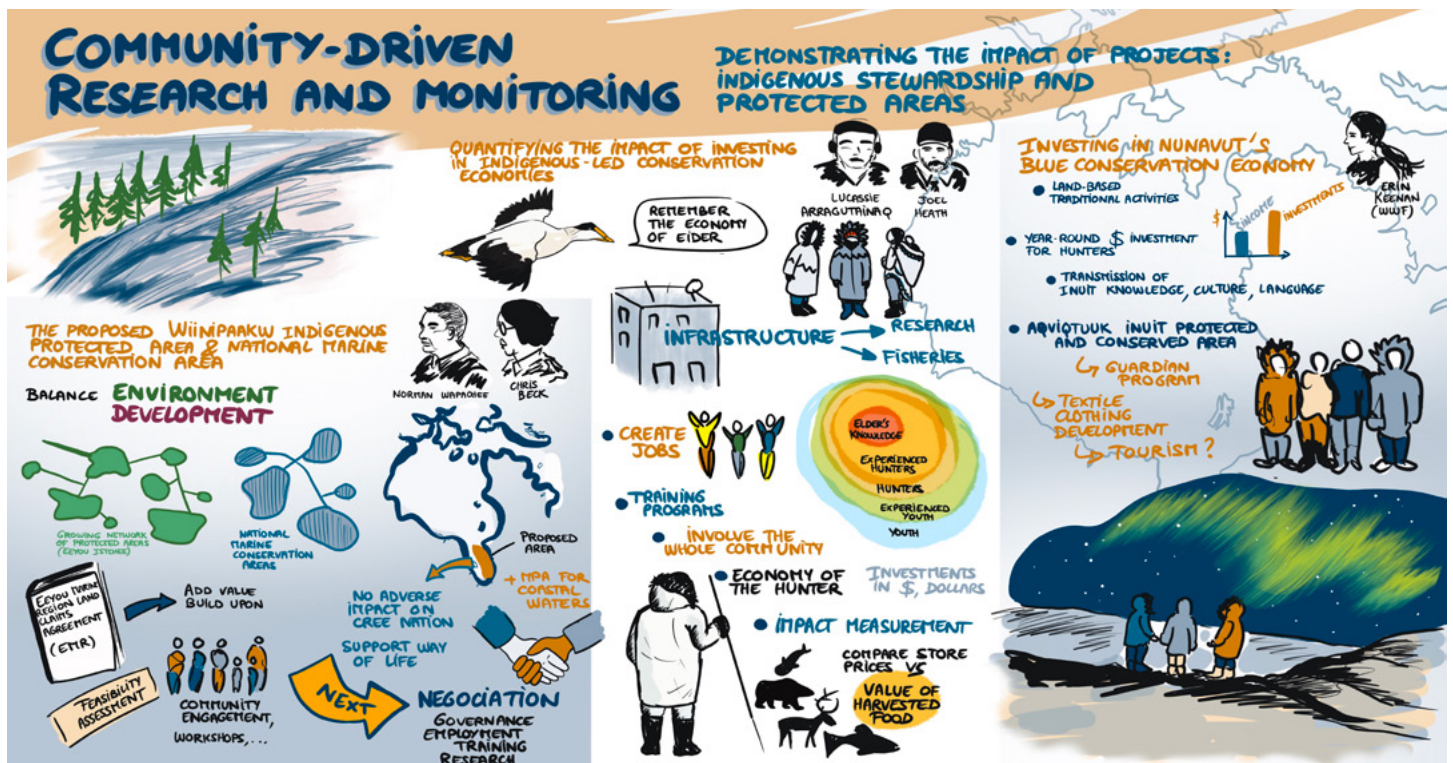 COMMUNITY-DRIVEN
RESEARCH AND MONITORING
DEMONSTRATING THE IMPACT OF PROJECTS:
INDIGENOUS STEWARDSHIP AND
PROTECTED AREAS
THE PROPOSED WIINIPAAKW INDIGENOUS
PROTECTED AREA & NATIONAL MARINE
CONSERVATION AREA
NORMAN WAPACHEE
CHRIS
BECK
BALANCE ENVIRONMENT
DEVELOPMENT
GROWING NETWORK
OF PROTECTED AREAS
(EEYOU ISTCHEE)
NATIONAL
MARINE
CONSERVATION
AREAS
PROPOSED
AREA
+ MPA FOR
COASTAL
WATERS
EEYOU MARINE
REGION LAND
CLAIMS
AGREEMENT
(EMR)
ADD VALUE
BUILD UPON
NO ADVERSE
IMPACT ON
CREE NATION
SUPPORT WAY
OF LIFE
FEASIBILITY
ASSESSMENT
COMMUNITY
ENGAGEMENT,
WORKSHOPS,...
NEXT
NEGOCIATION
GOVERNANCE
EMPLOYMENT
TRAINING
RESEARCH
QUANTIFYING THE IMPACT OF INVESTING
IN INDIGENOUS-LED CONSERVATION
ECONOMIES
LUCASSIE
ARRAGUTAINAQ
JOEL
HEATH
REMEMBER
THE ECONOMY
OF EIDER
INFRASTRUCTURE
RESEARCH
FISHERIES
CREATE
JOBS
ELDER'S
KNOWLEDGE
EXPERIENCED
HUNTERS
HUNTERS
EXPERIENCED
YOUTH
YOUTH
TRAINING
PROGRAMS
INVOLVE THE
WHOLE COMMUNITY
ECONOMY OF
THE HUNTER
INVESTMENTS
IN $, DOLLARS
IMPACT MEASUREMENT
COMPARE STORE
PRICES VS
VALUE OF
HARVESTED
FOOD
INVESTING IN NUNAVUT'S
BLUE CONSERVATION ECONOMY
ERIN
KEENAN
(WWF)
LAND-BASED
TRADITIONAL ACTIVITIES
$
INCOME
INVESTMENTS
YEAR-ROUND $ INVESTMENT
FOR HUNTERS
TRANSMISSION OF
INUIT KNOWLEDGE, CULTURE, LANGUAGE
AQVIQTUUK INUIT PROTECTED
AND CONSERVED AREA
GUARDIAN
PROGRAM
TEXTILE
CLOTHING
DEVELOPMENT
TOURISM?